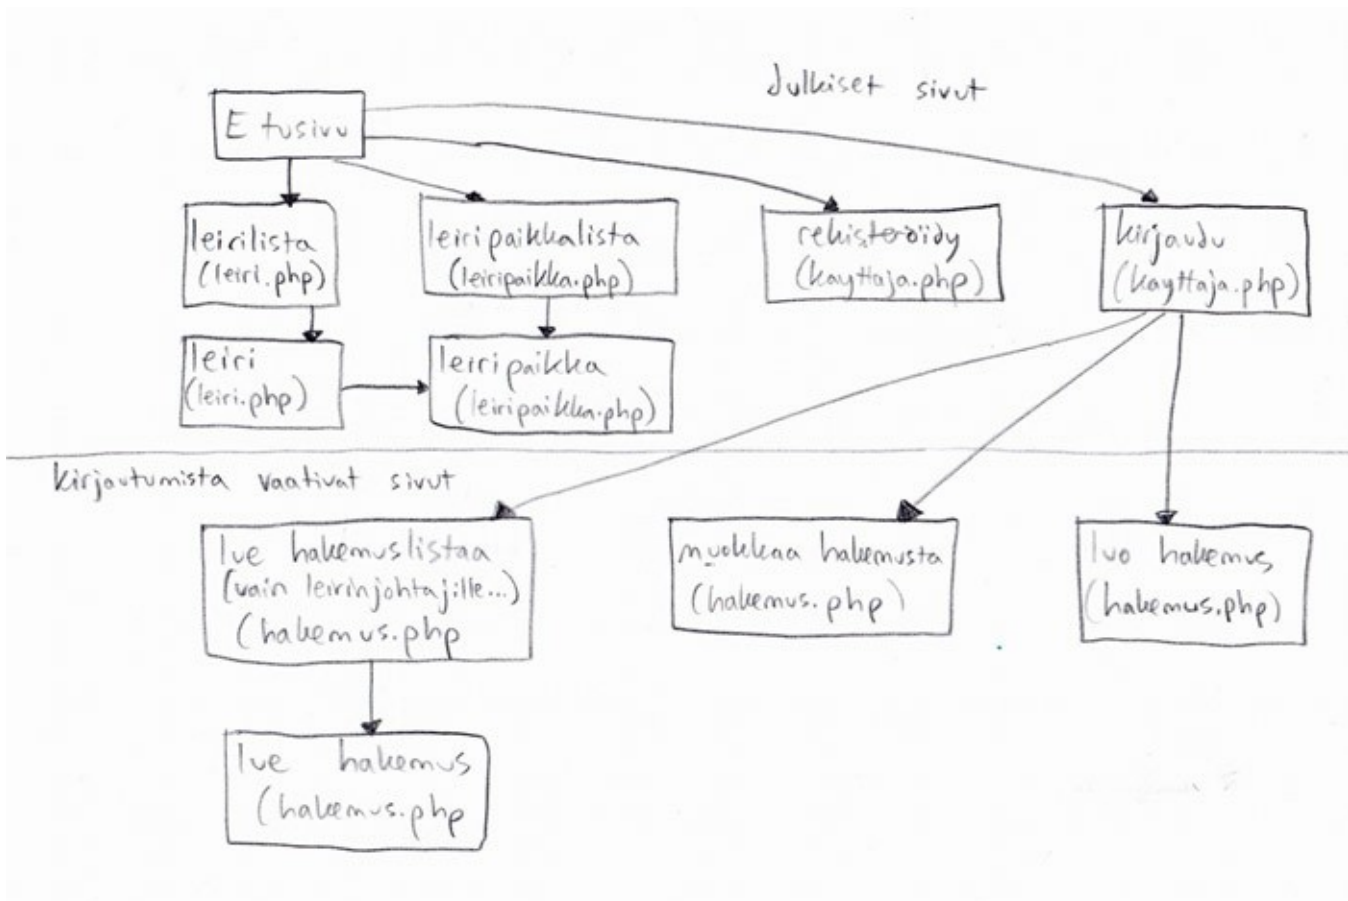 Julkiset sivut
Etusivu
leirilista
(leiri.php)
leiripaikkalista
(leiripaikka.php)
rekisteröidy
(kayttaja.php)
kirjaudu
(kayttaja.php)
leiri
(leiri.php)
leiripaikka
(leiripaikka.php)
kirjautumista vaativat sivut
lue hakemuslistaa
(vain leirinjohtajille...)
(hakemus.php
muokkaa hakemusta
(hakemus.php)
luo hakemus
(hakemus.php)
lue hakemus
(hakemus.php